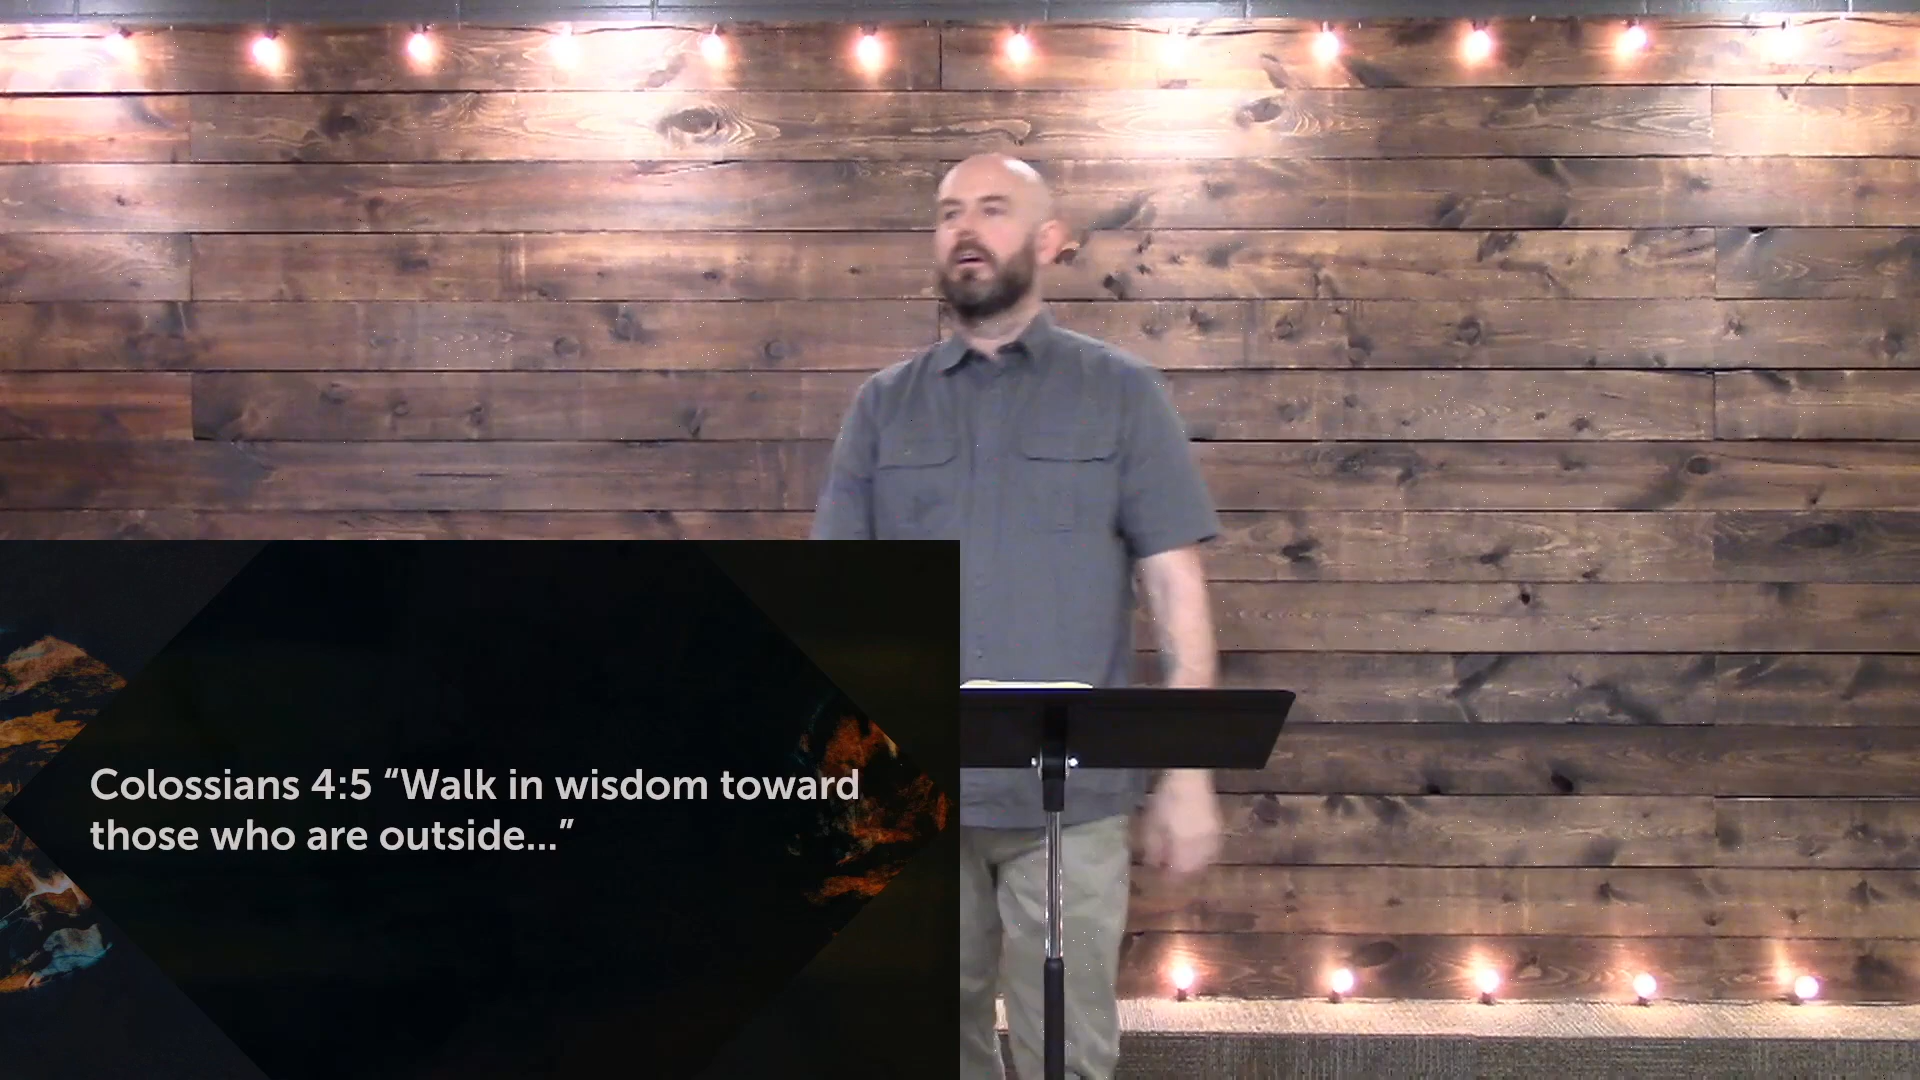 Colossians 4:5 “Walk in wisdom toward
those who are outside...”